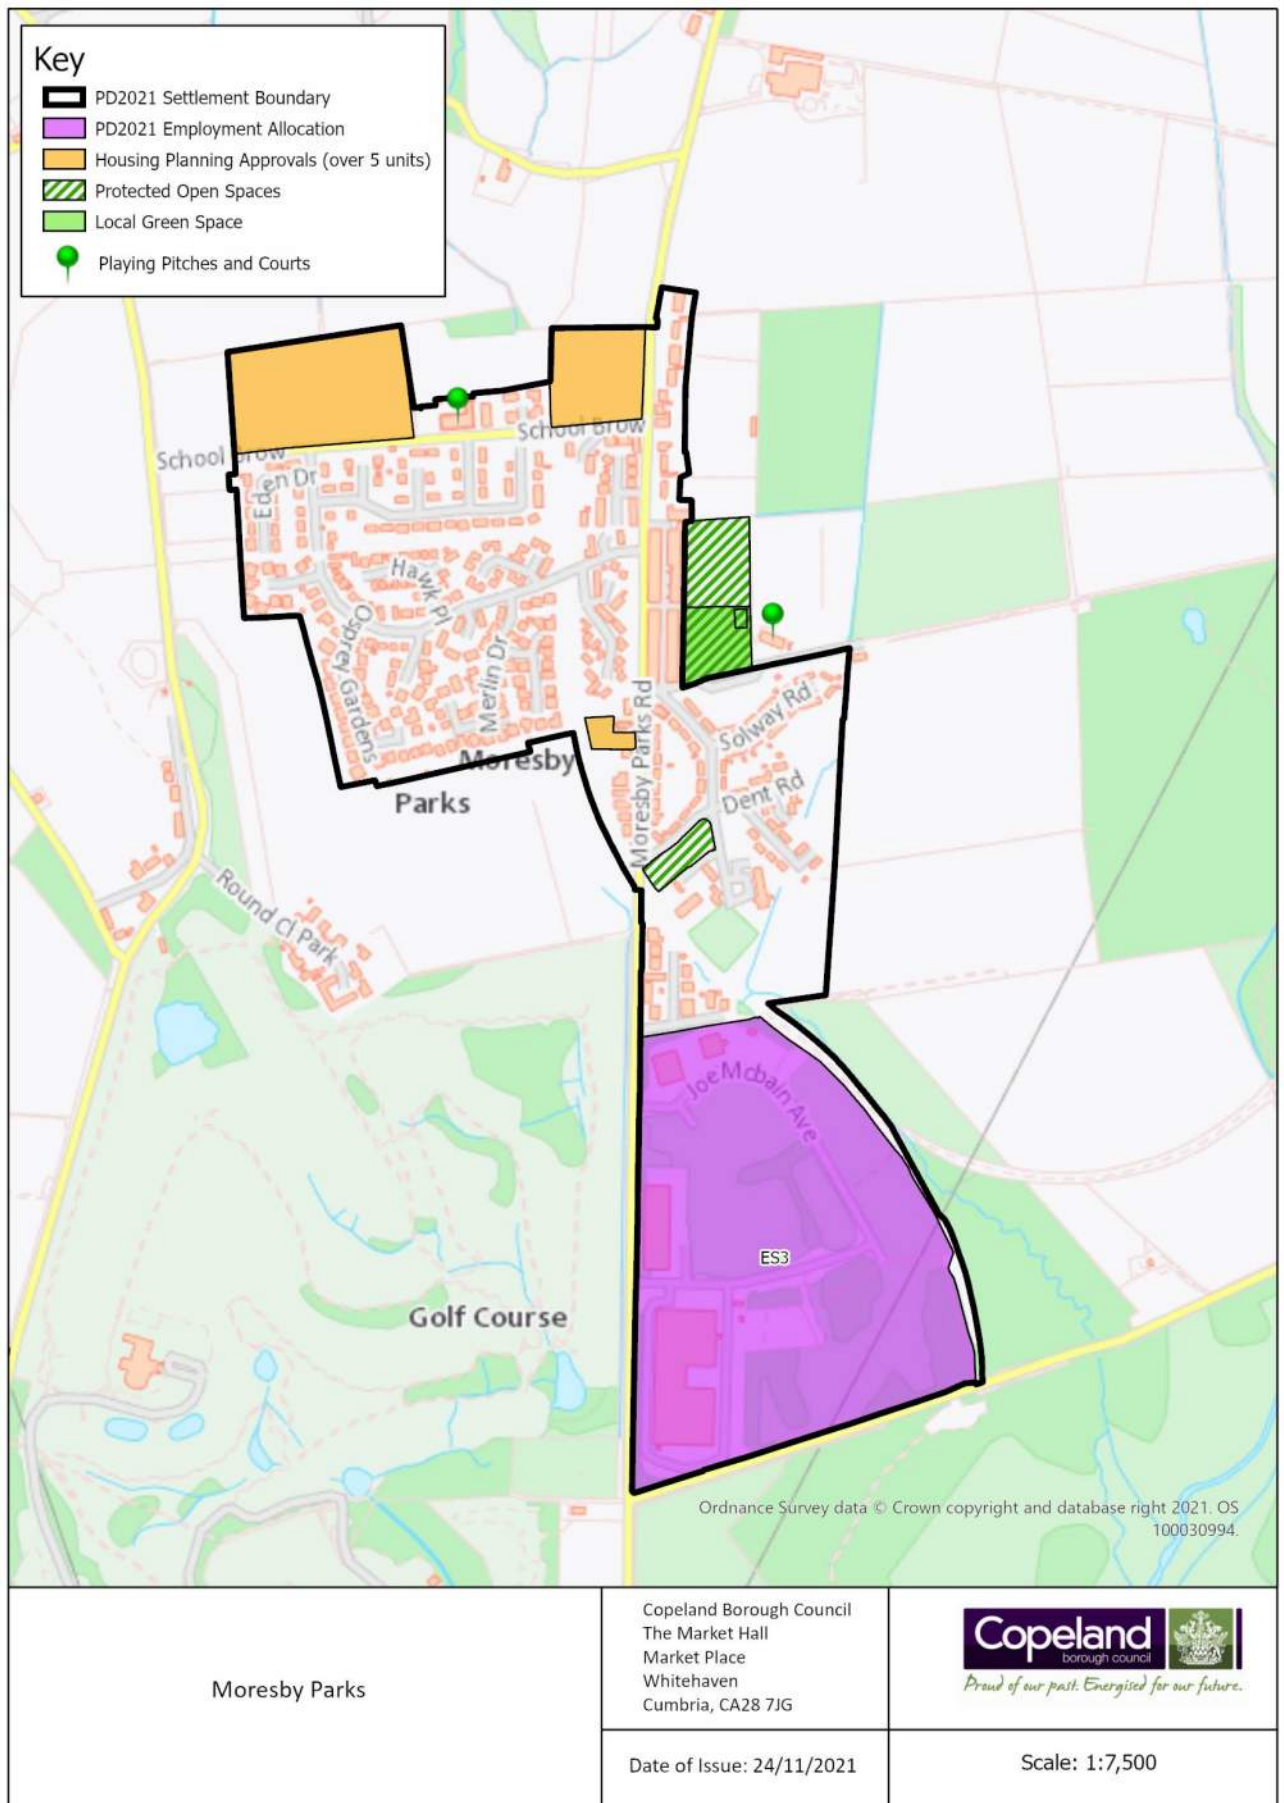 Key
PD2021 Settlement Boundary
PD2021 Employment Allocation
Housing Planning Approvals (over 5 units)
Protected Open Spaces
Local Green Space
Playing Pitches and Courts
School Brow
School Brow
Eden Dr
Hawk Pl
Osprey Gardens
Merlin Dr
Moresby Parks Rd
Solway Rd
Dent Rd
Moresby
Parks
Round Cl Park
Joe Mcbain Ave
ES3
Golf Course
Ordnance Survey data © Crown copyright and database right 2021. OS
100030994.
Moresby Parks
Copeland Borough Council
The Market Hall
Market Place
Whitehaven
Cumbria, CA28 7JG
Date of Issue: 24/11/2021
Copeland
borough council
Proud of our past. Energised for our future.
Scale: 1:7,500